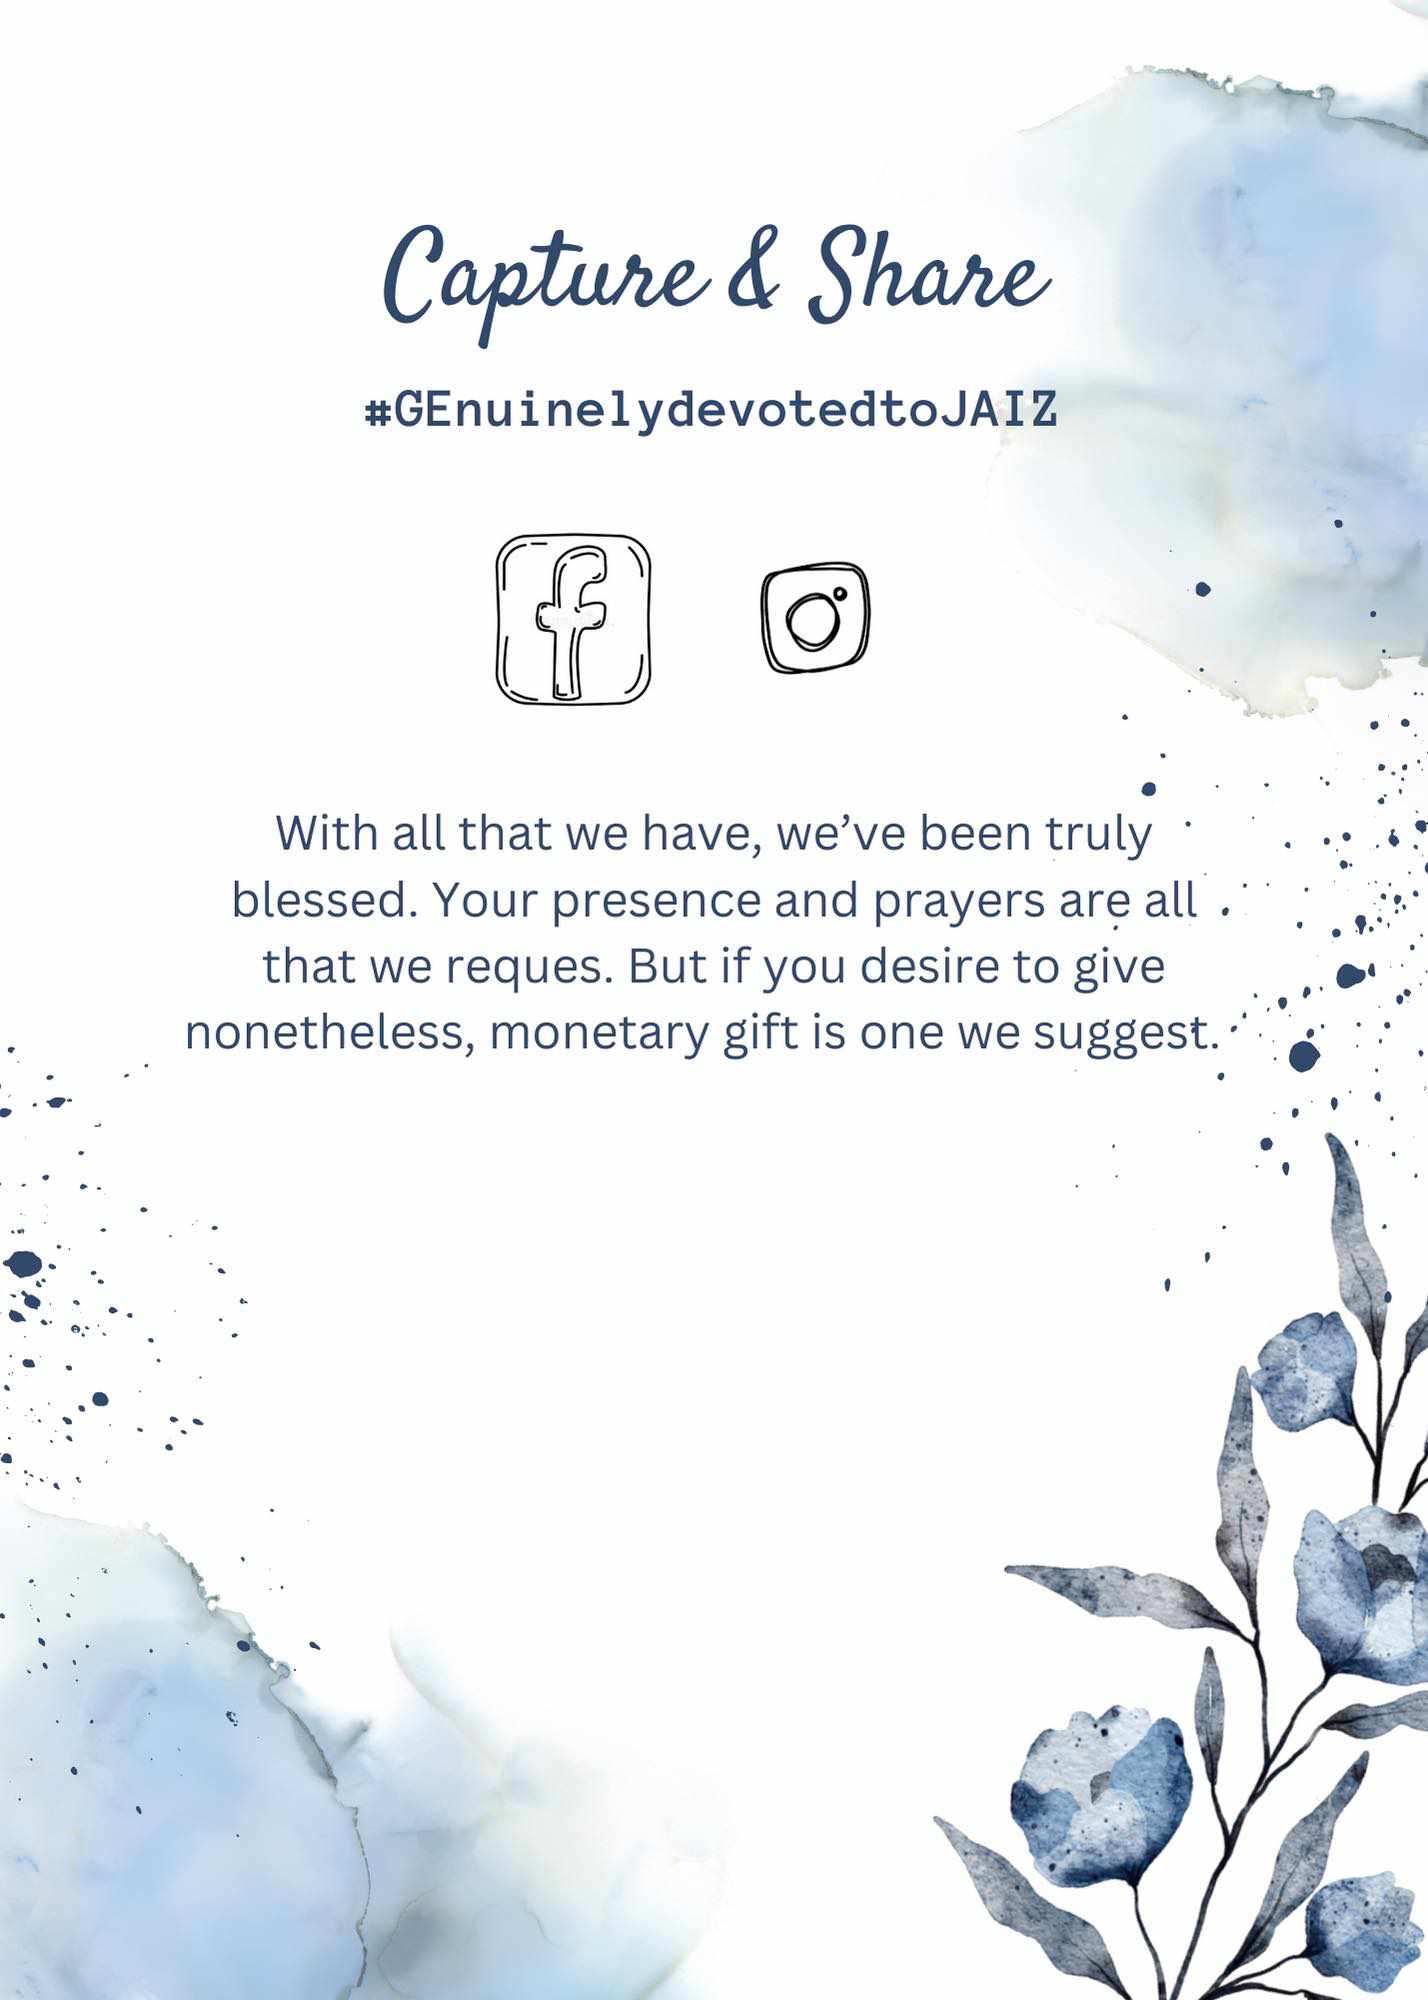 Capture & Share
#GEnuinelydevotedtoJAIZ
With all that we have, we’ve been truly
blessed. Your presence and prayers are all
that we reques. But if you desire to give
nonetheless, monetary gift is one we suggest.